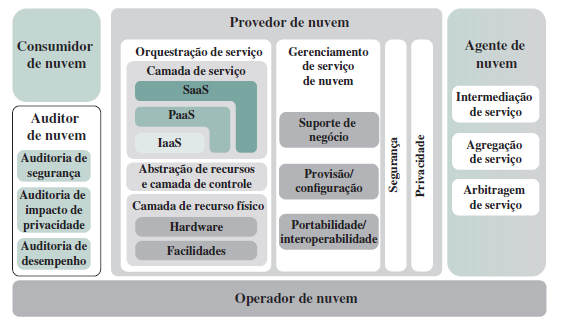 Consumidor
de nuvem
Auditor
de nuvem
Auditoria de
segurança
Auditoria de
impacto de
privacidade
Auditoria de
desempenho
Provedor de nuvem
Orquestração de serviço
Camada de serviço
SaaS
PaaS
IaaS
Abstração de recursos
e camada de controle
Camada de recurso físico
Hardware
Facilidades
Gerenciamento
de serviço
de nuvem
Suporte de
negócio
Provisão/
configuração
Portabilidade/
interoperabilidade
Segurança
Privacidade
Agente de
nuvem
Intermediação
de serviço
Agregação
de serviço
Arbitragem
de serviço
Operador de nuvem